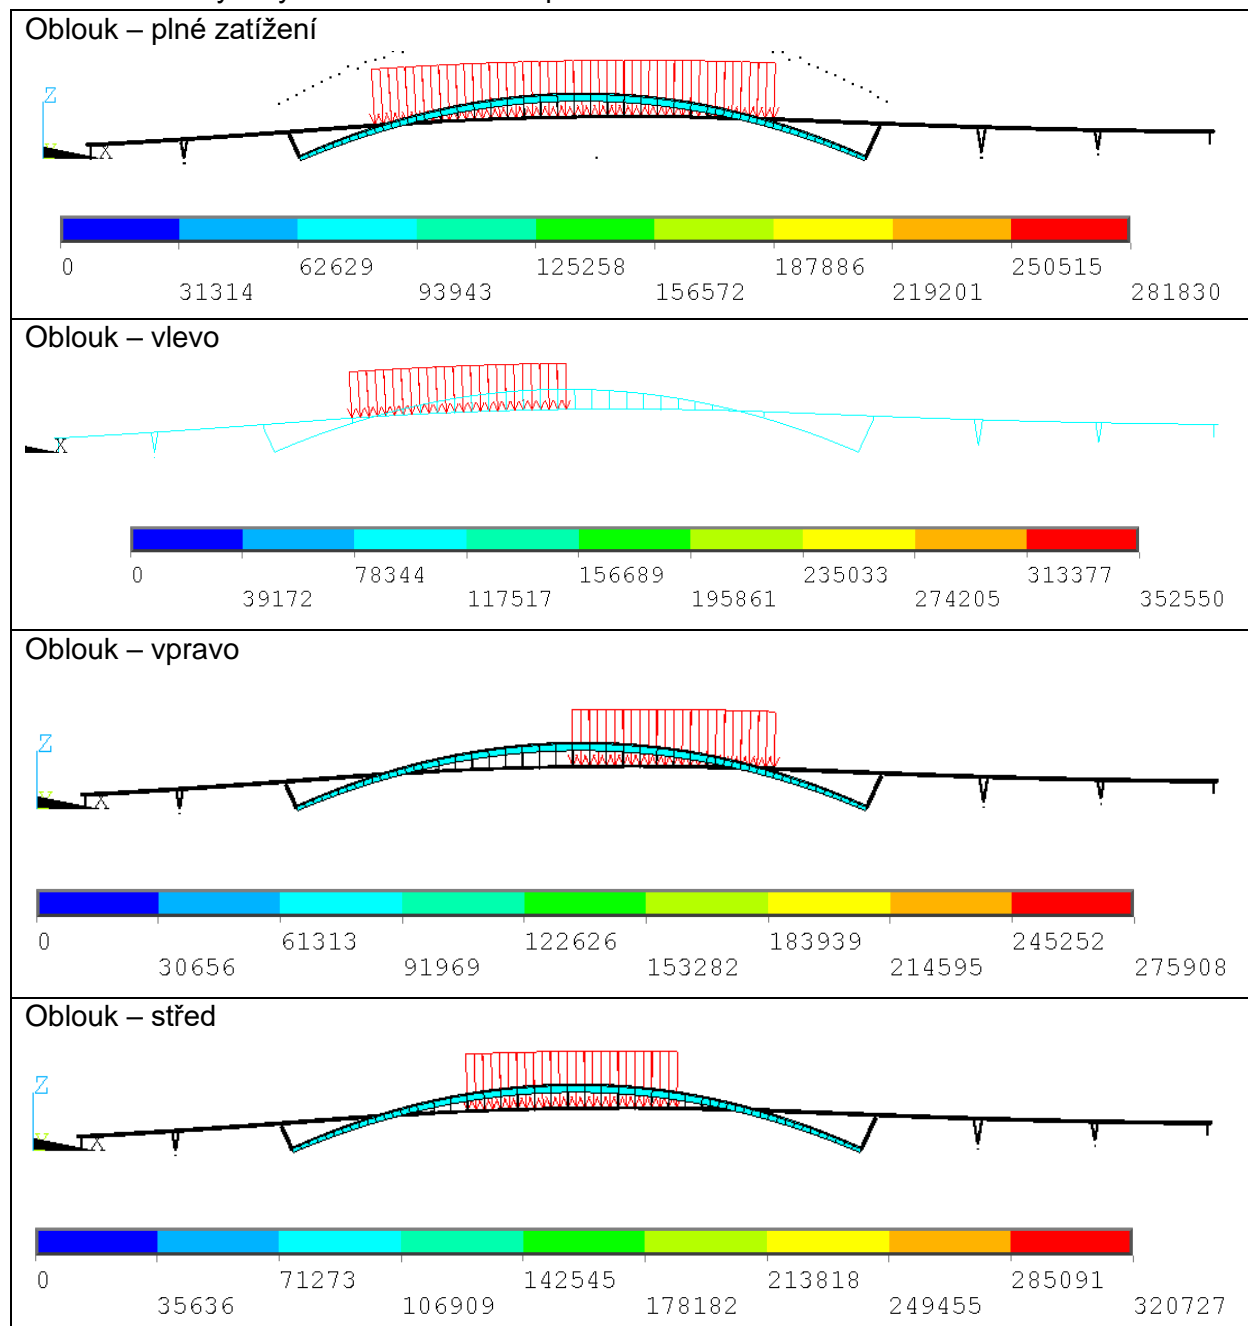 Oblouk – plné zatížení
Z
X
0 62629 125258 187886 250515
31314 93943 156572 219201 281830
Oblouk – vlevo
X
0 78344 156689 235033 313377
39172 117517 195861 274205 352550
Oblouk – vpravo
Z
X
0 61313 122626 183939 245252
30656 91969 153282 214595 275908
Oblouk – střed
Z
X
0 71273 142545 213818 285091
35636 106909 178182 249455 320727